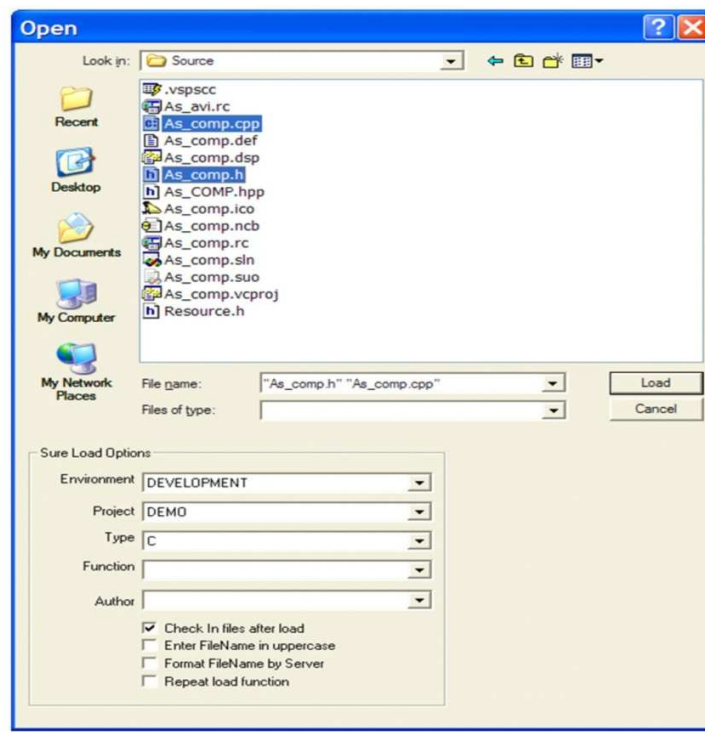 Open
Look in: Source
Recent
Desktop
My Documents
My Computer
My Network
Places
.vspscc
As_avi.rc
As_comp.cpp
As_comp.def
As_comp.dsp
As_comp.h
As_COMP.hpp
As_comp.ico
As_comp.ncb
As_comp.rc
As_comp.sln
As_comp.suo
As_comp.vcproj
Resource.h
File name: "As_comp.h" "As_comp.cpp" Load
Files of type: Cancel
Sure Load Options
Environment DEVELOPMENT
Project DEMO
Type C
Function
Author
Check In files after load
Enter FileName in uppercase
Format FileName by Server
Repeat load function